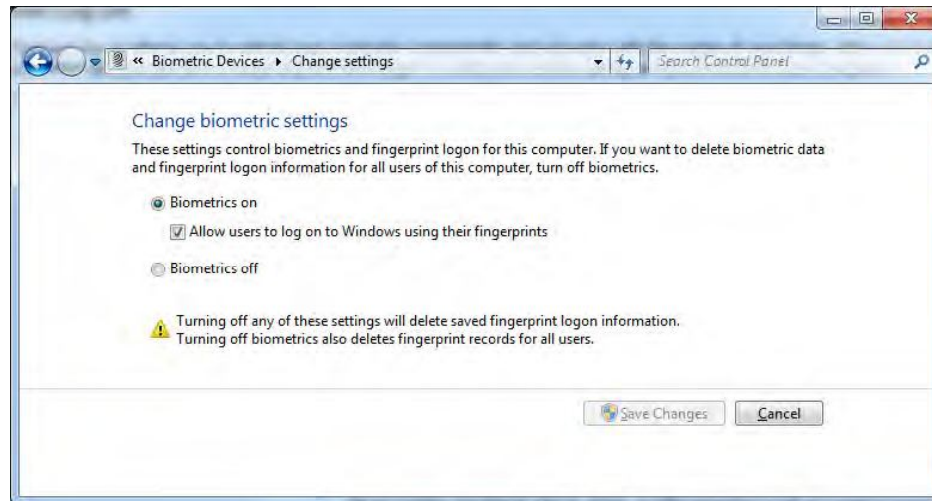 « Biometric Devices ▸ Change settings
Search Control Panel
Change biometric settings
These settings control biometrics and fingerprint logon for this computer. If you want to delete biometric data
and fingerprint logon information for all users of this computer, turn off biometrics.
Biometrics on
Allow users to log on to Windows using their fingerprints
Biometrics off
Turning off any of these settings will delete saved fingerprint logon information.
Turning off biometrics also deletes fingerprint records for all users.
Save Changes
Cancel